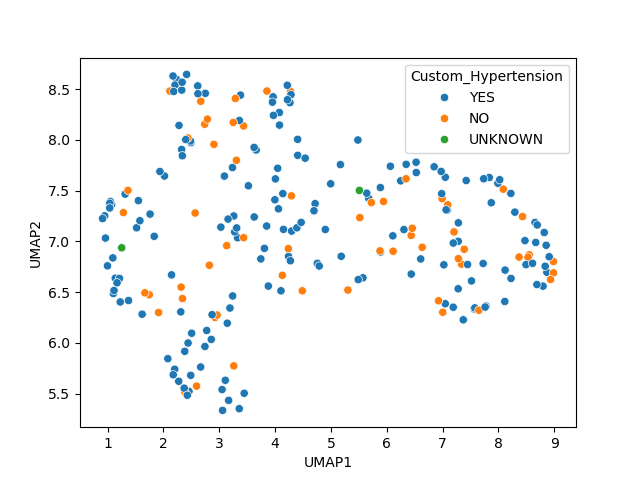 Custom_Hypertension
YES
NO
UNKNOWN
8.5
8.0
7.5
7.0
6.5
6.0
5.5
UMAP2
1 2 3 4 5 6 7 8 9
UMAP1